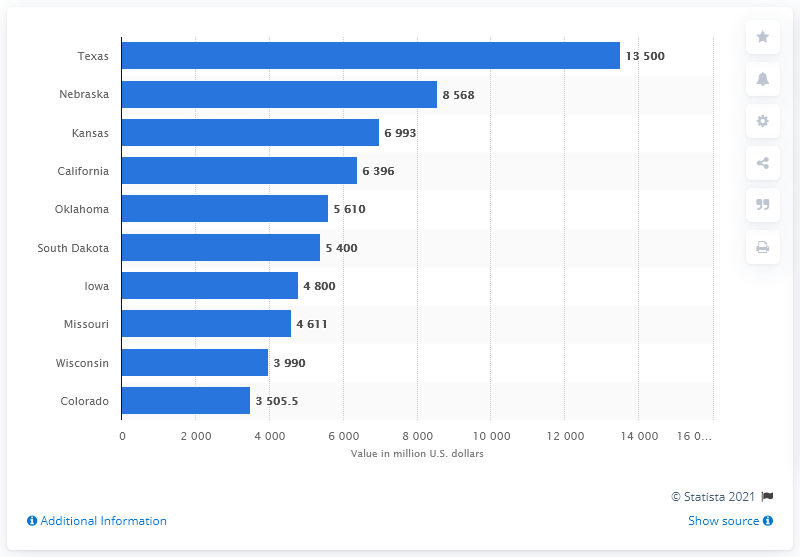 Texas 13 500
Nebraska 8 568
Kansas 6 993
California 6 396
Oklahoma 5 610
South Dakota 5 400
Iowa 4 800
Missouri 4 611
Wisconsin 3 990
Colorado 3 505.5
0 2 000 4 000 6 000 8 000 10 000 12 000 14 000 16 0...
Value in million U.S. dollars
© Statista 2021
Additional Information Show source